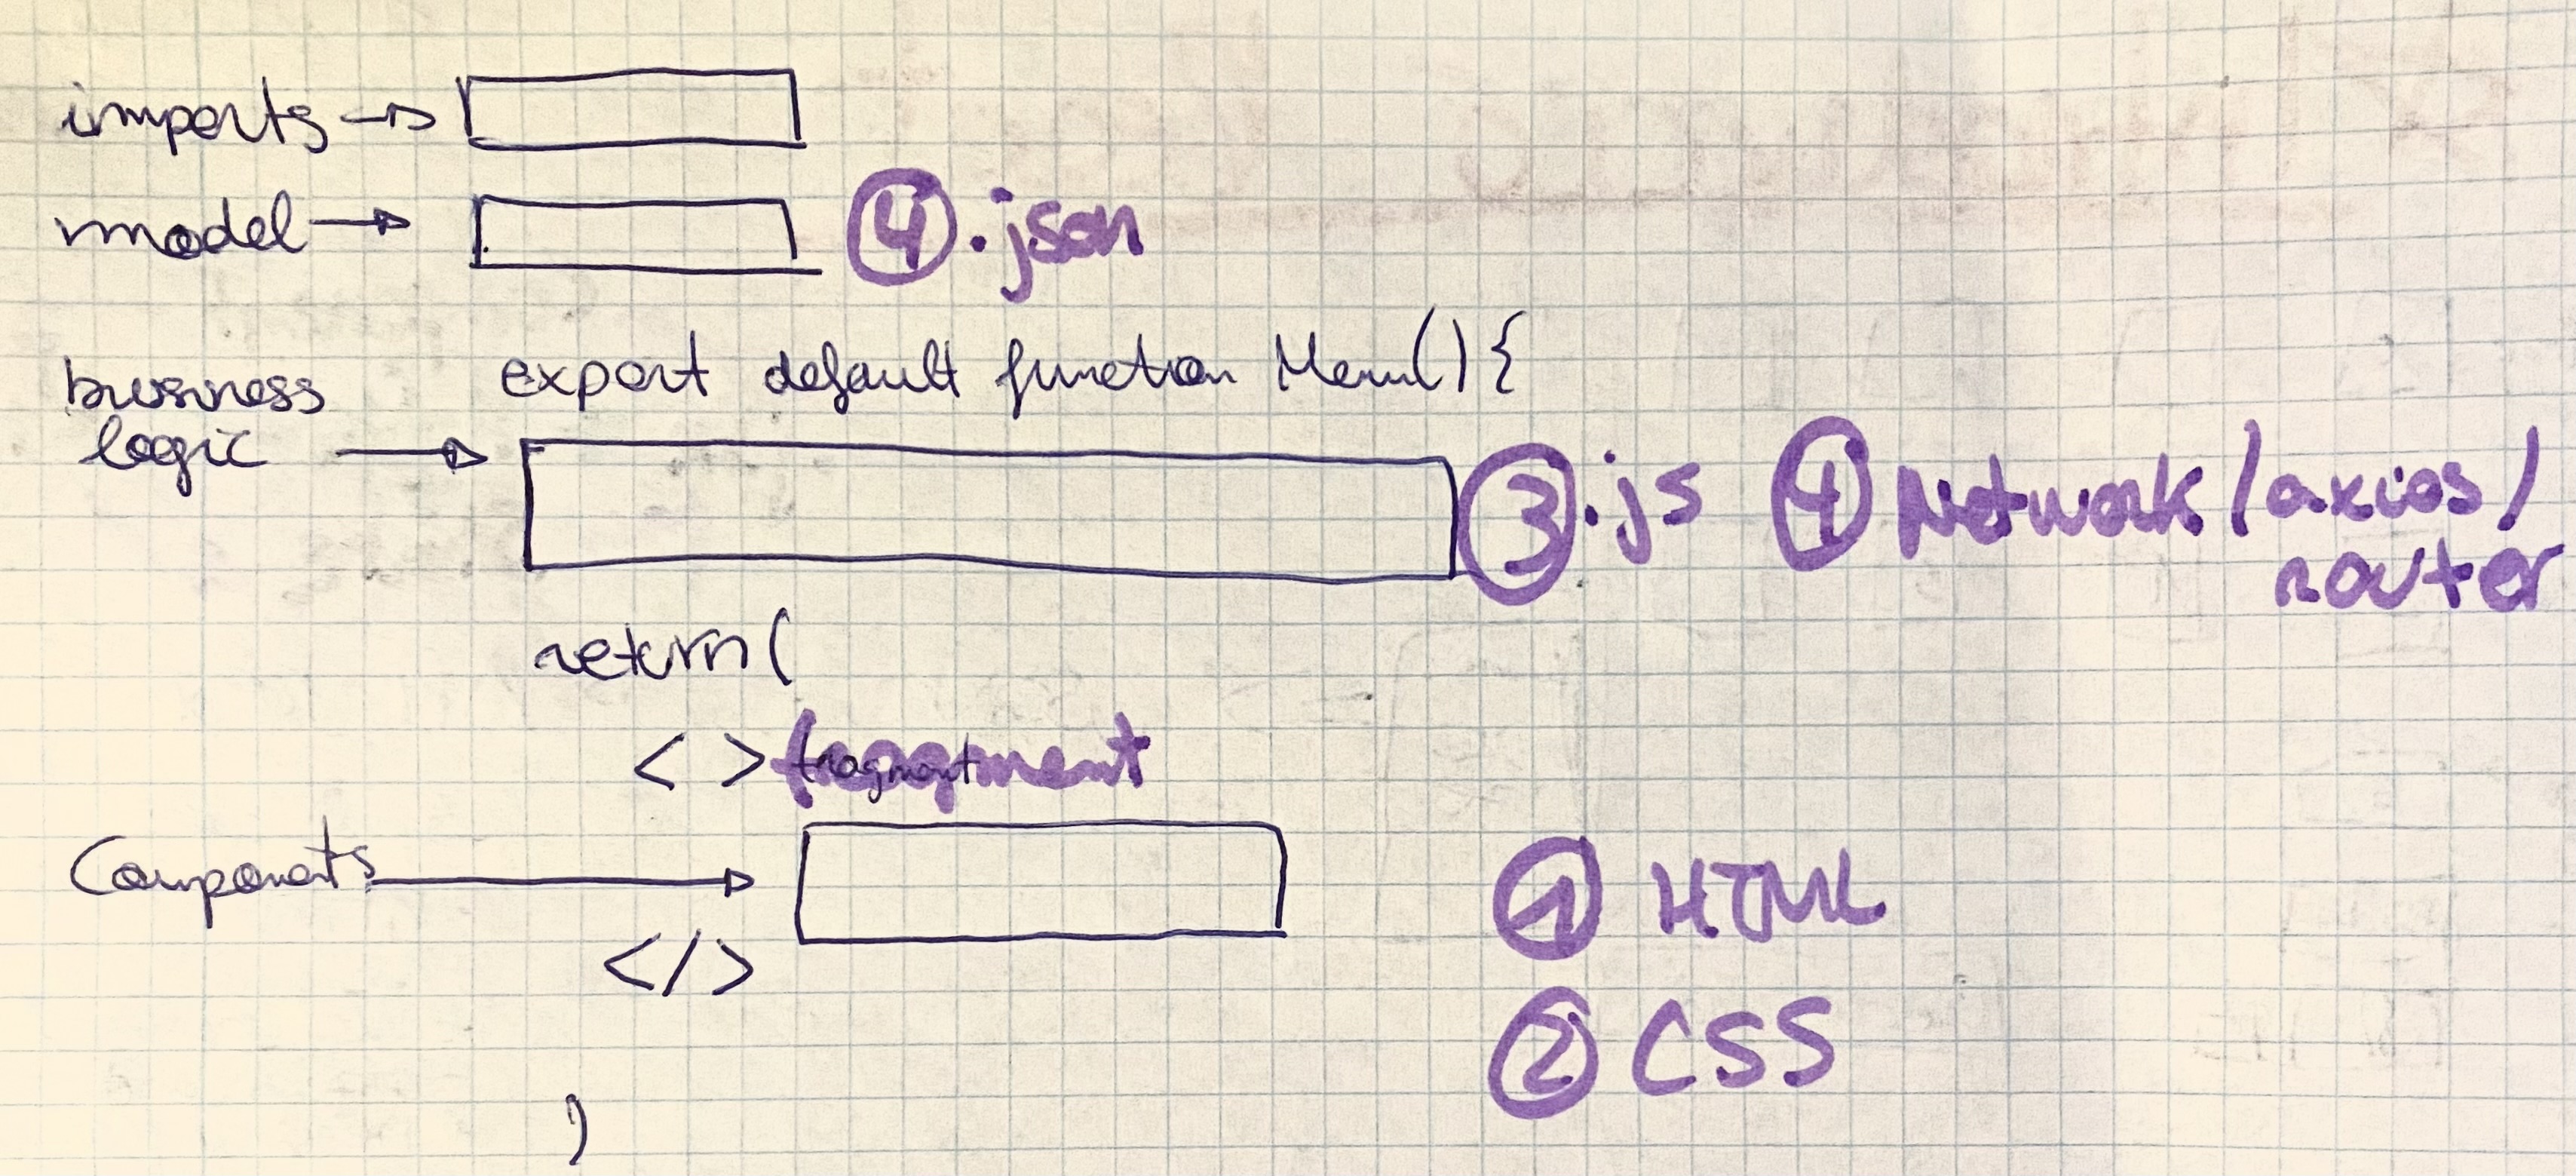 imports
model ④ .json
business
logic
export default function Menu(){
③ .js ④ Network/axios/
router
return(
< > fragment
Components
</>
① HTML
② CSS
)